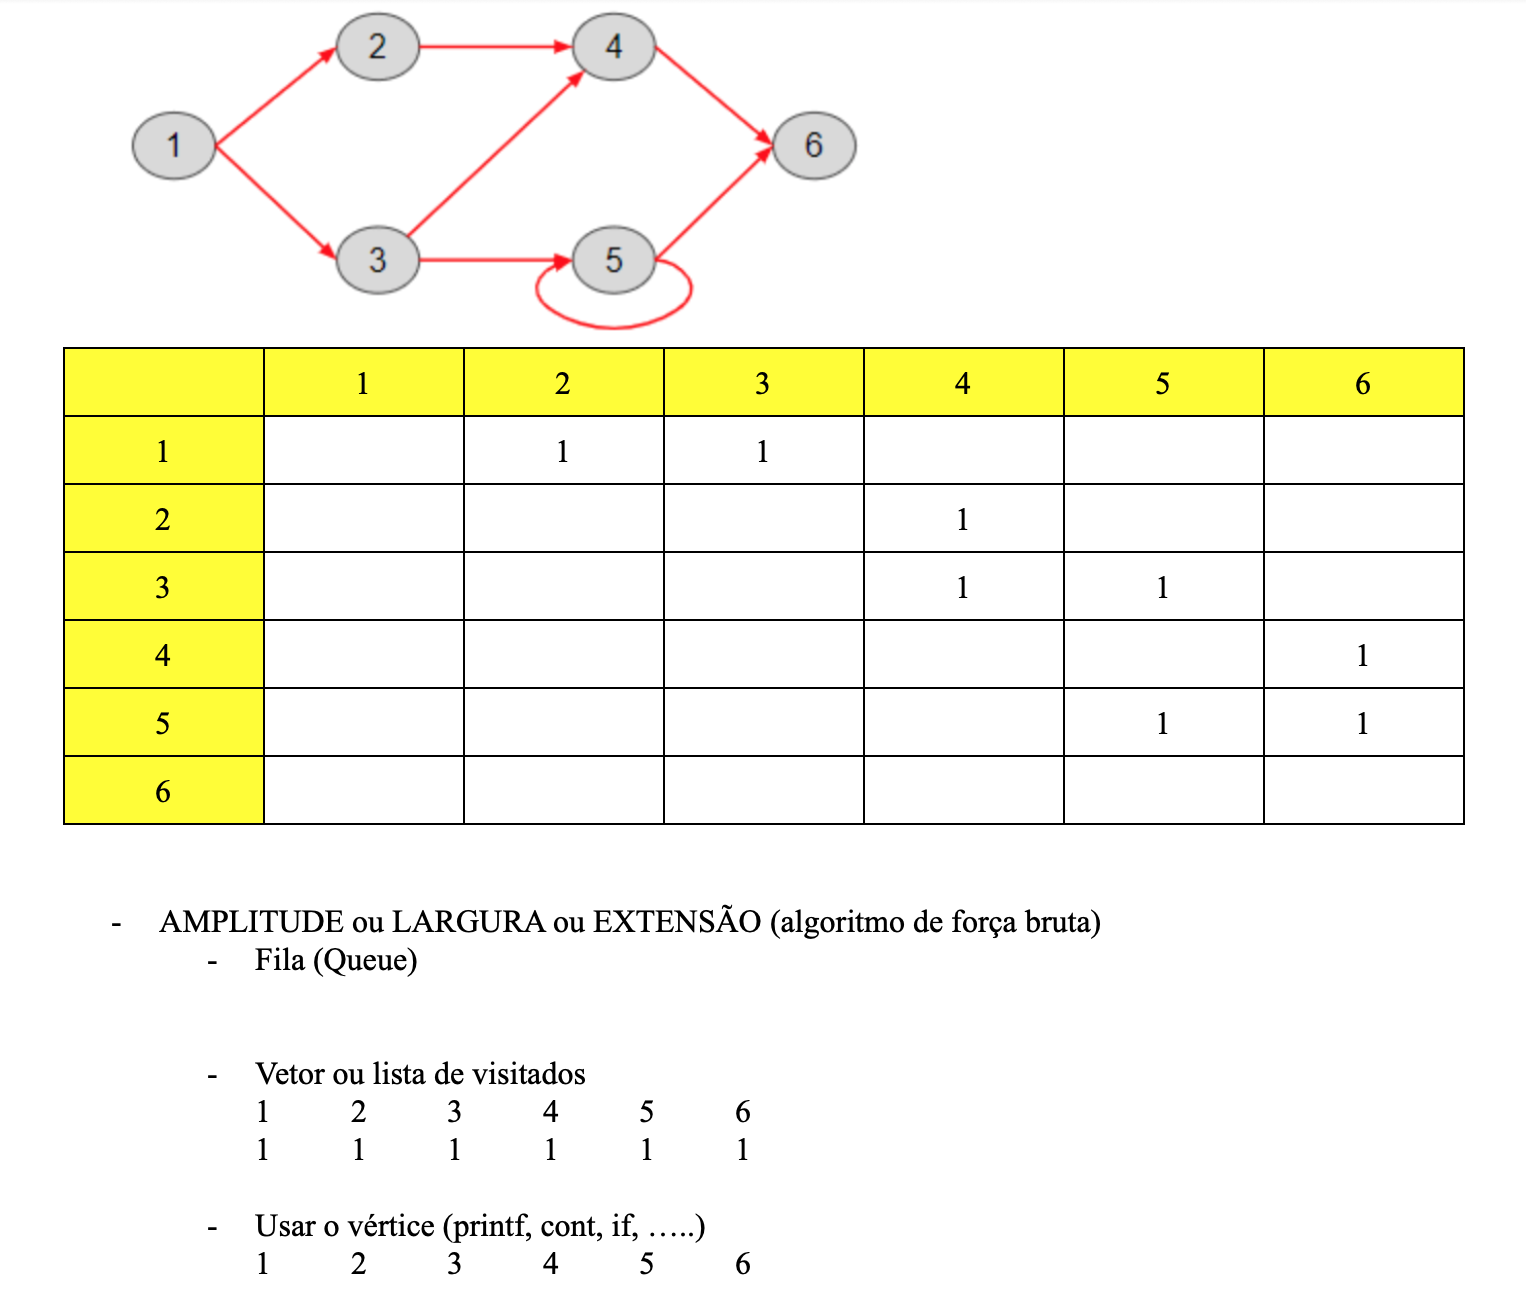 2 4
1 6
3 5
1 2 3 4 5 6
1 1 1
2 1
3 1 1
4 1
5 1 1
6
- AMPLITUDE ou LARGURA ou EXTENSÃO (algoritmo de força bruta)
- Fila (Queue)
- Vetor ou lista de visitados
1 2 3 4 5 6
1 1 1 1 1 1
- Usar o vértice (printf, cont, if, …..)
1 2 3 4 5 6